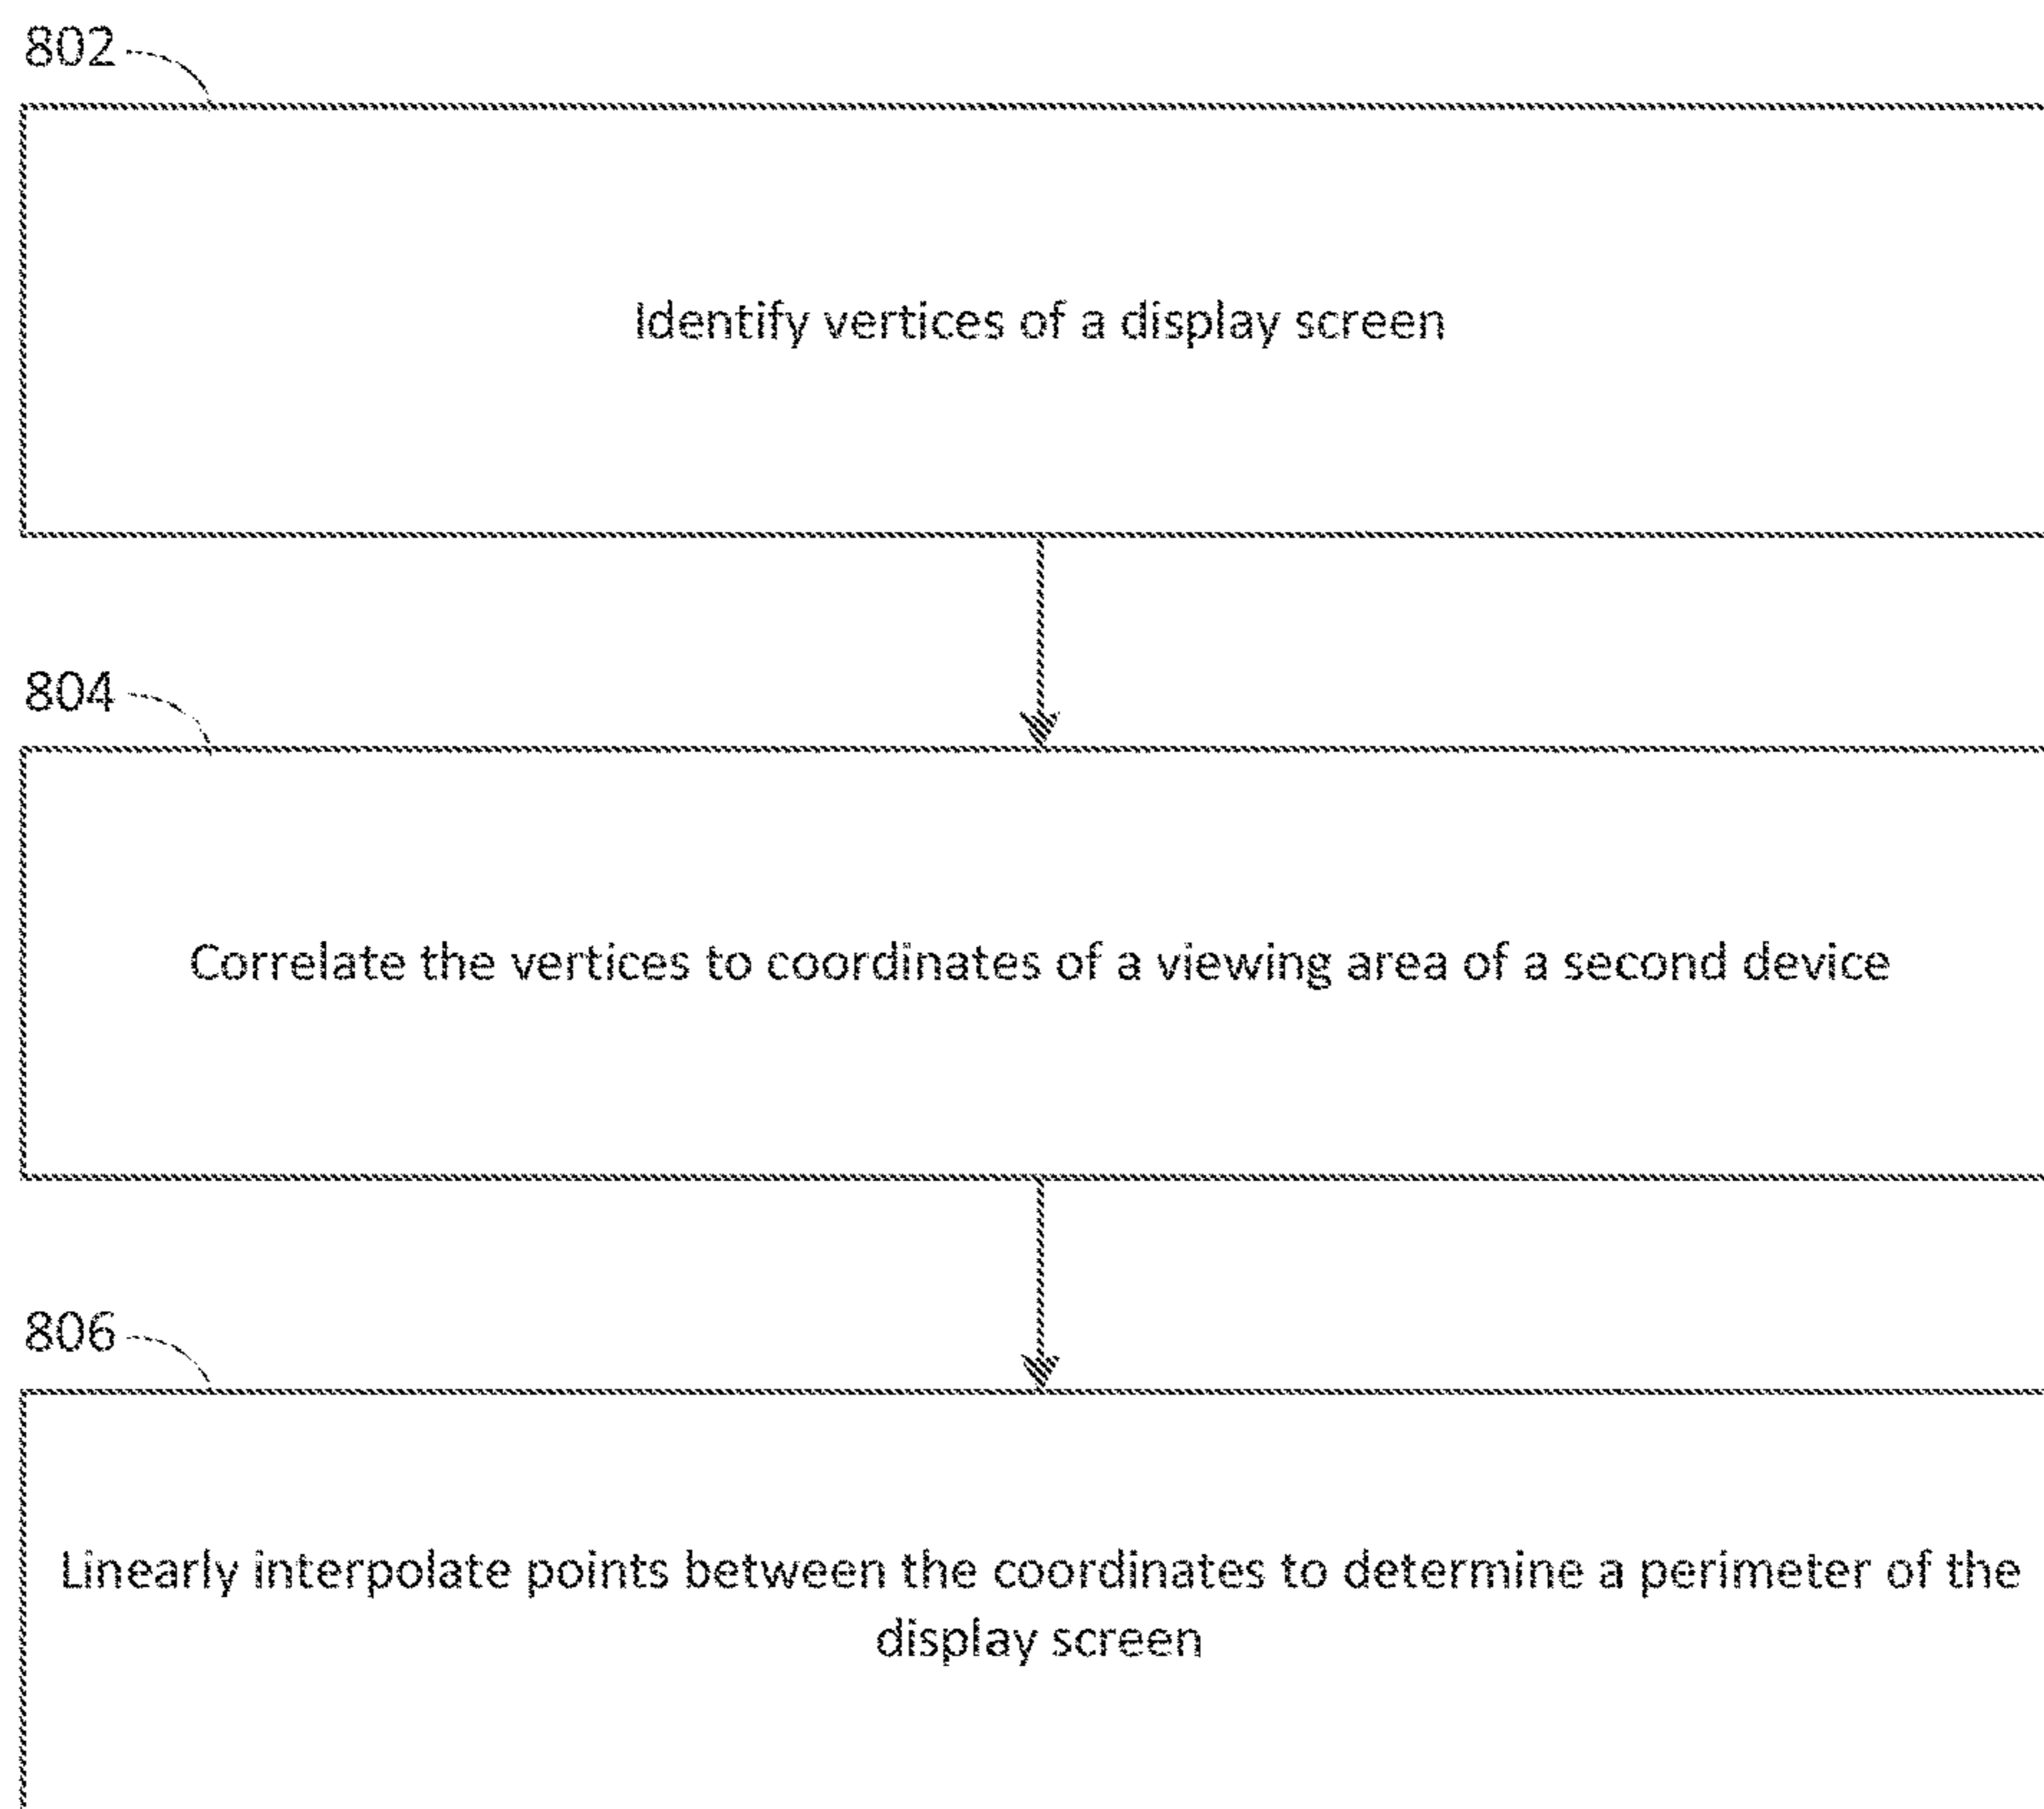 802
Identify vertices of a display screen
804
Correlate the vertices to coordinates of a viewing area of a second device
806
Linearly interpolate points between the coordinates to determine a perimeter of the
display screen